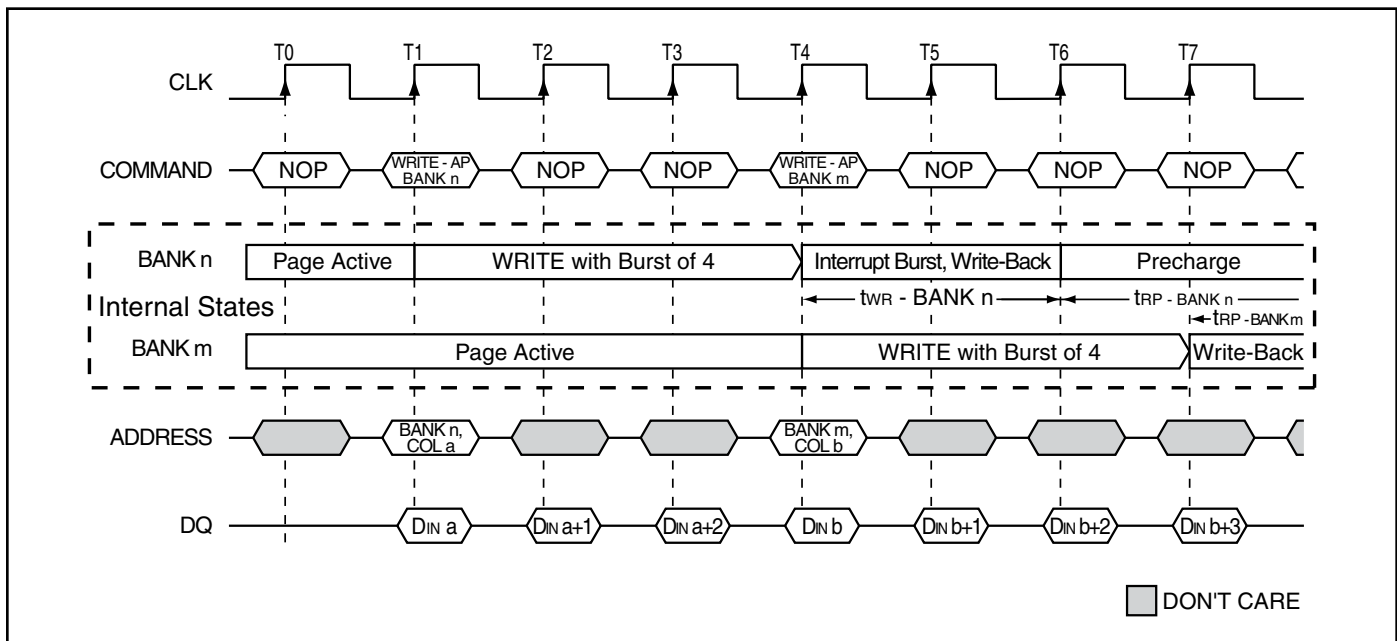 T0 T1 T2 T3 T4 T5 T6 T7
CLK
COMMAND NOP WRITE - AP BANK n NOP NOP WRITE - AP BANK m NOP NOP NOP
BANK n Page Active WRITE with Burst of 4 Interrupt Burst, Write-Back Precharge
Internal States tWR - BANK n tRP - BANK n
tRP - BANK m
BANK m Page Active WRITE with Burst of 4 Write-Back
ADDRESS BANK n, COL a BANK m, COL b
DQ DIN a DIN a+1 DIN a+2 DIN b DIN b+1 DIN b+2 DIN b+3
DON'T CARE